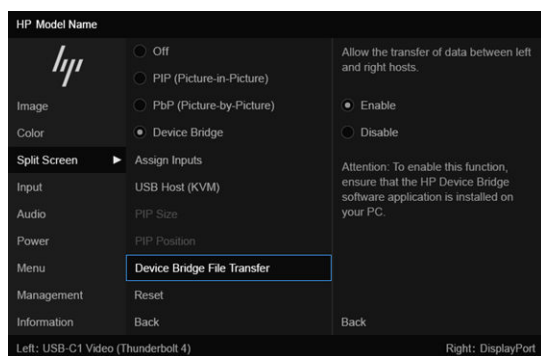 HP Model Name
hp
Image
Color
Split Screen
Input
Audio
Power
Menu
Management
Information
Off
PIP (Picture-in-Picture)
PbP (Picture-by-Picture)
Device Bridge
Assign Inputs
USB Host (KVM)
PIP Size
PIP Position
Device Bridge File Transfer
Reset
Back
Allow the transfer of data between left
and right hosts.
Enable
Disable
Attention: To enable this function,
ensure that the HP Device Bridge
software application is installed on
your PC.
Back
Left: USB-C1 Video (Thunderbolt 4)
Right: DisplayPort